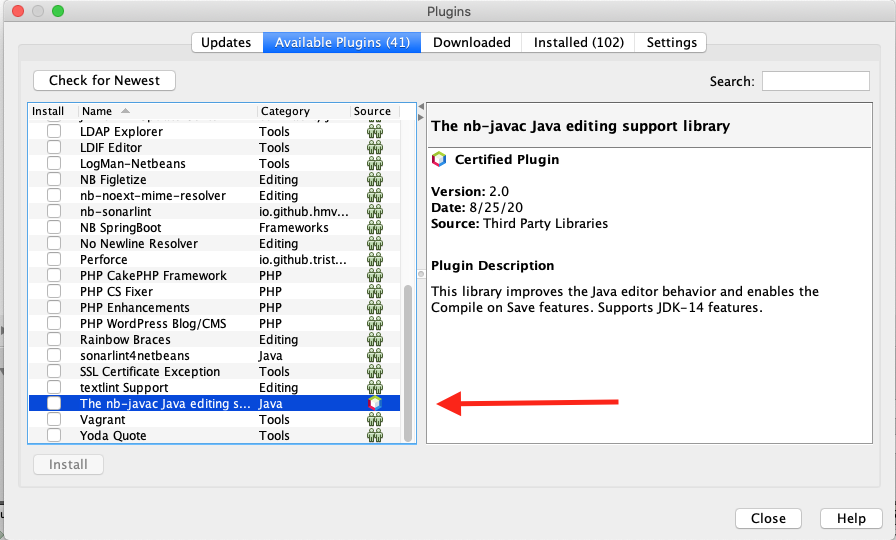 Plugins
Updates Available Plugins (41) Downloaded Installed (102) Settings
Check for Newest Search:
Install Name Category Source
LDAP Explorer Tools
LDIF Editor Tools
LogMan-Netbeans Tools
NB Figletize Editing
nb-noext-mime-resolver Editing
nb-sonarlint io.github.hmv...
NB SpringBoot Frameworks
No Newline Resolver Editing
Perforce io.github.trist...
PHP CakePHP Framework PHP
PHP CS Fixer PHP
PHP Enhancements PHP
PHP WordPress Blog/CMS PHP
Rainbow Braces Editing
sonarlint4netbeans Java
SSL Certificate Exception Tools
textlint Support Editing
The nb-javac Java editing s... Java
Vagrant Tools
Yoda Quote Tools
Install
The nb-javac Java editing support library
Certified Plugin
Version: 2.0
Date: 8/25/20
Source: Third Party Libraries
Plugin Description
This library improves the Java editor behavior and enables the
Compile on Save features. Supports JDK-14 features.
Close Help